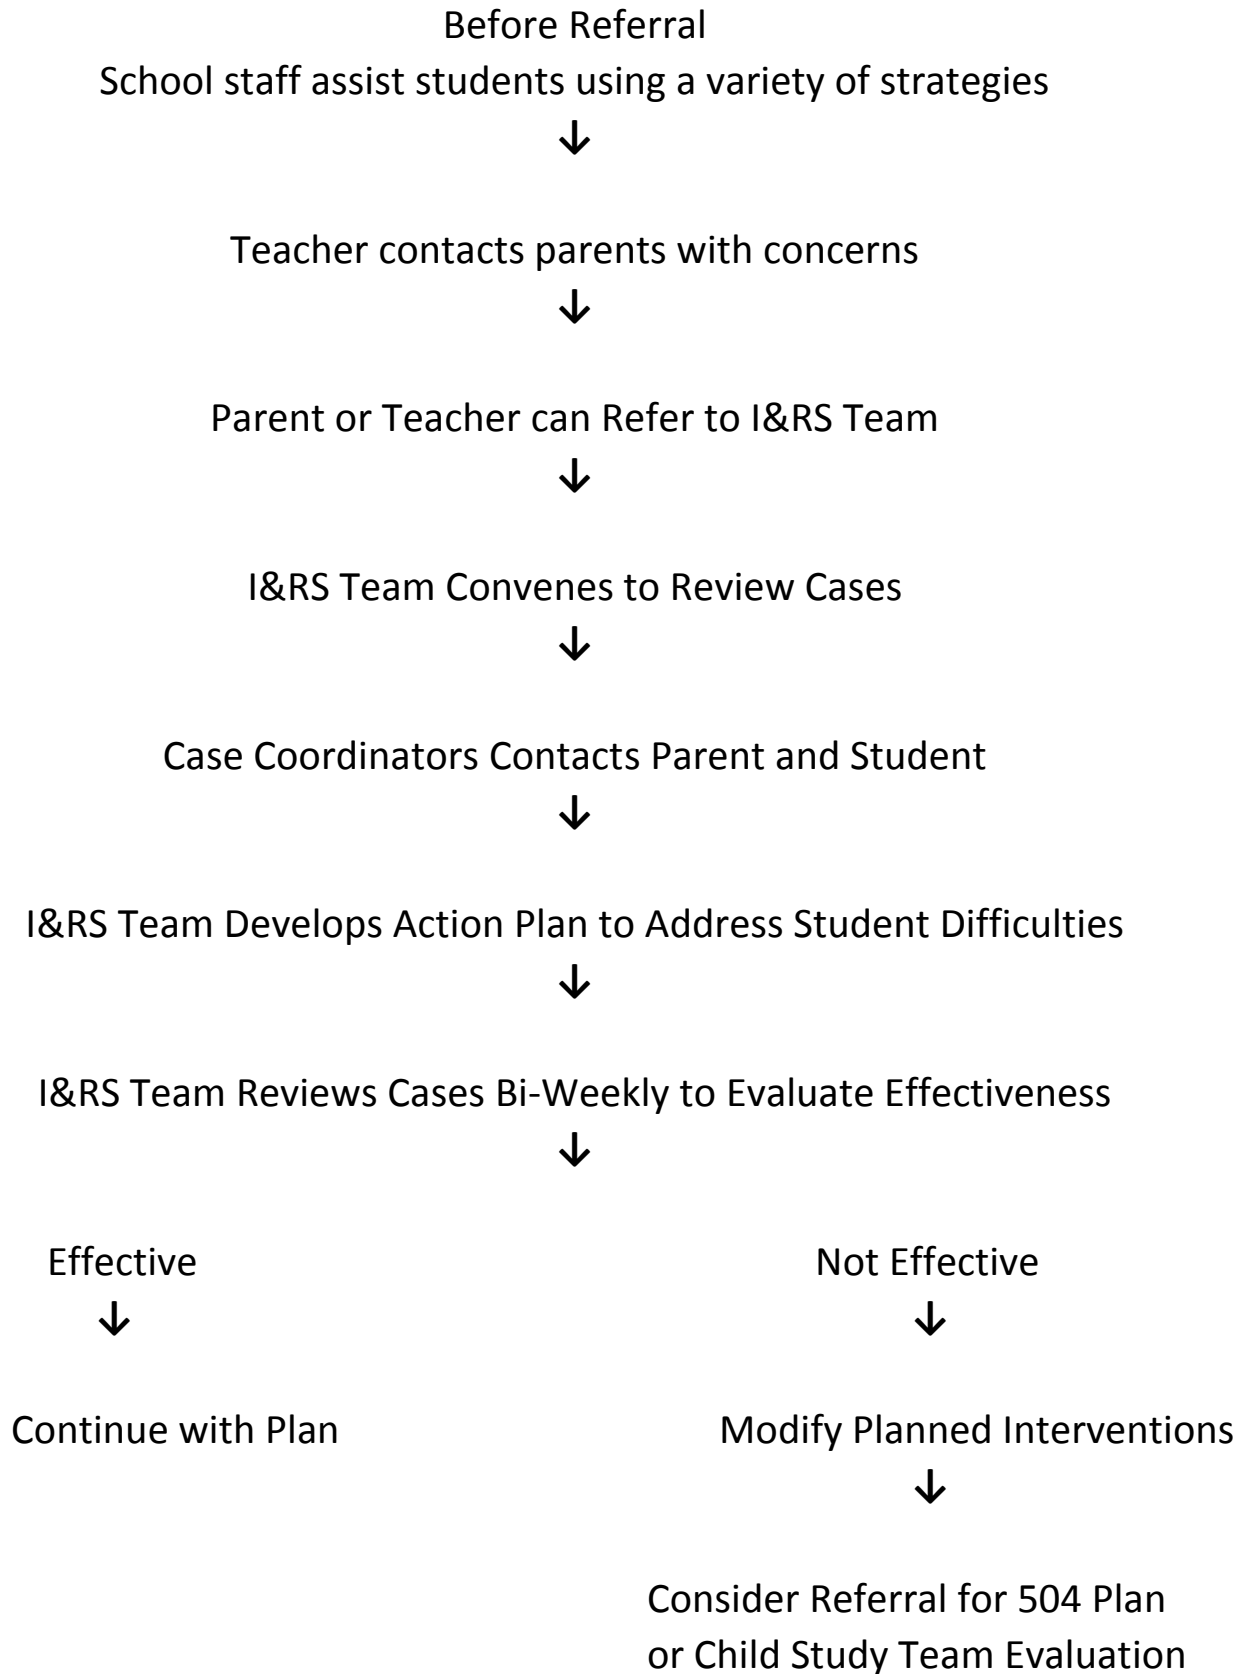 Before Referral
School staff assist students using a variety of strategies
↓
Teacher contacts parents with concerns
↓
Parent or Teacher can Refer to I&RS Team
↓
I&RS Team Convenes to Review Cases
↓
Case Coordinators Contacts Parent and Student
↓
I&RS Team Develops Action Plan to Address Student Difficulties
↓
I&RS Team Reviews Cases Bi-Weekly to Evaluate Effectiveness
↓
Effective Not Effective
↓ ↓
Continue with Plan Modify Planned Interventions
↓
Consider Referral for 504 Plan
or Child Study Team Evaluation